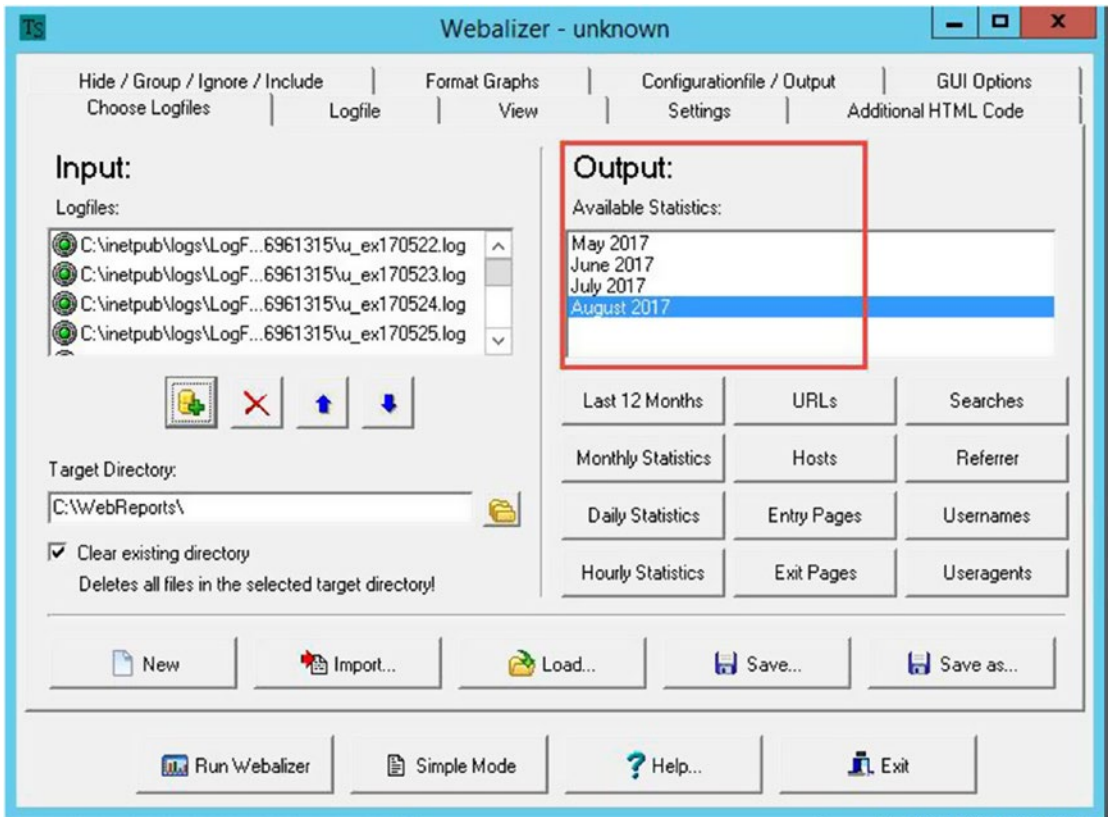 TS
Webalizer - unknown
Hide / Group / Ignore / Include
Format Graphs
Configurationfile / Output
GUI Options
Choose Logfiles
Logfile
View
Settings
Additional HTML Code
Input:
Logfiles:
C:\inetpub\logs\LogF...6961315\u_ex170522.log
C:\inetpub\logs\LogF...6961315\u_ex170523.log
C:\inetpub\logs\LogF...6961315\u_ex170524.log
C:\inetpub\logs\LogF...6961315\u_ex170525.log
Target Directory:
C:\WebReports\
Clear existing directory
Deletes all files in the selected target directory!
Output:
Available Statistics:
May 2017
June 2017
July 2017
August 2017
Last 12 Months
URLs
Searches
Monthly Statistics
Hosts
Referrer
Daily Statistics
Entry Pages
Usernames
Hourly Statistics
Exit Pages
Useragents
New
Import...
Load...
Save...
Save as...
Run Webalizer
Simple Mode
Help...
Exit